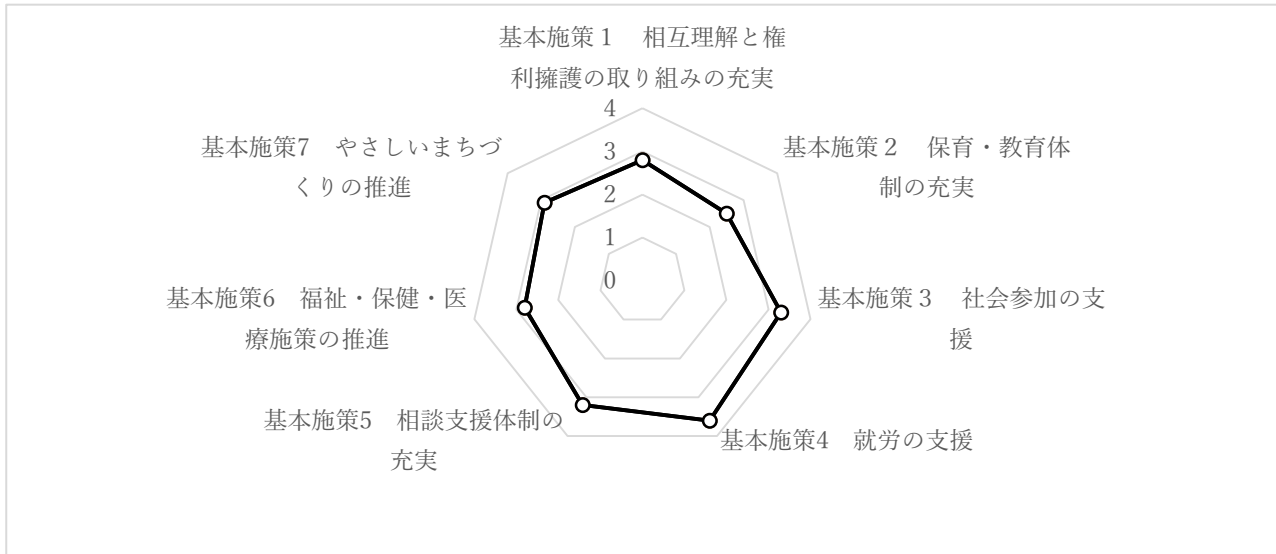 基本施策１　相互理解と権
利擁護の取り組みの充実
4
3
2
1
0
基本施策２　保育・教育体
制の充実
基本施策３　社会参加の支
援
基本施策4　就労の支援
基本施策5　相談支援体制の
充実
基本施策6　福祉・保健・医
療施策の推進
基本施策7　やさしいまちづ
くりの推進